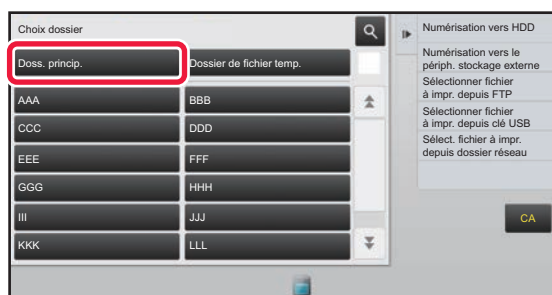 Choix dossier
Doss. princip.
Dossier de fichier temp.
AAA
BBB
CCC
DDD
EEE
FFF
GGG
HHH
III
JJJ
KKK
LLL
Numérisation vers HDD
Numérisation vers le
périph. stockage externe
Sélectionner fichier
à impr. depuis FTP
Sélectionner fichier
à impr. depuis clé USB
Sélect. fichier à impr.
depuis dossier réseau
CA